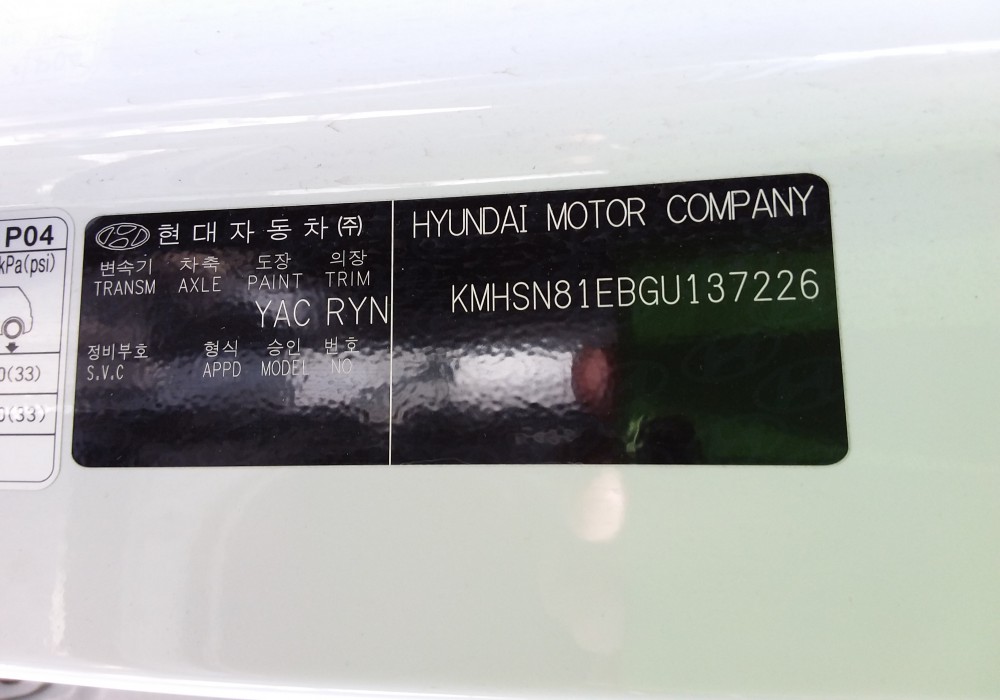 P04
kPa(psi)
0(33)
0(33)
현대자동차㈜
변속기 차축 도장 의장
TRANSM AXLE PAINT TRIM
YAC RYN
정비부호 형식 승인 번호
S.V.C APPD MODEL NO
HYUNDAI MOTOR COMPANY
KMHSN81EBGU137226